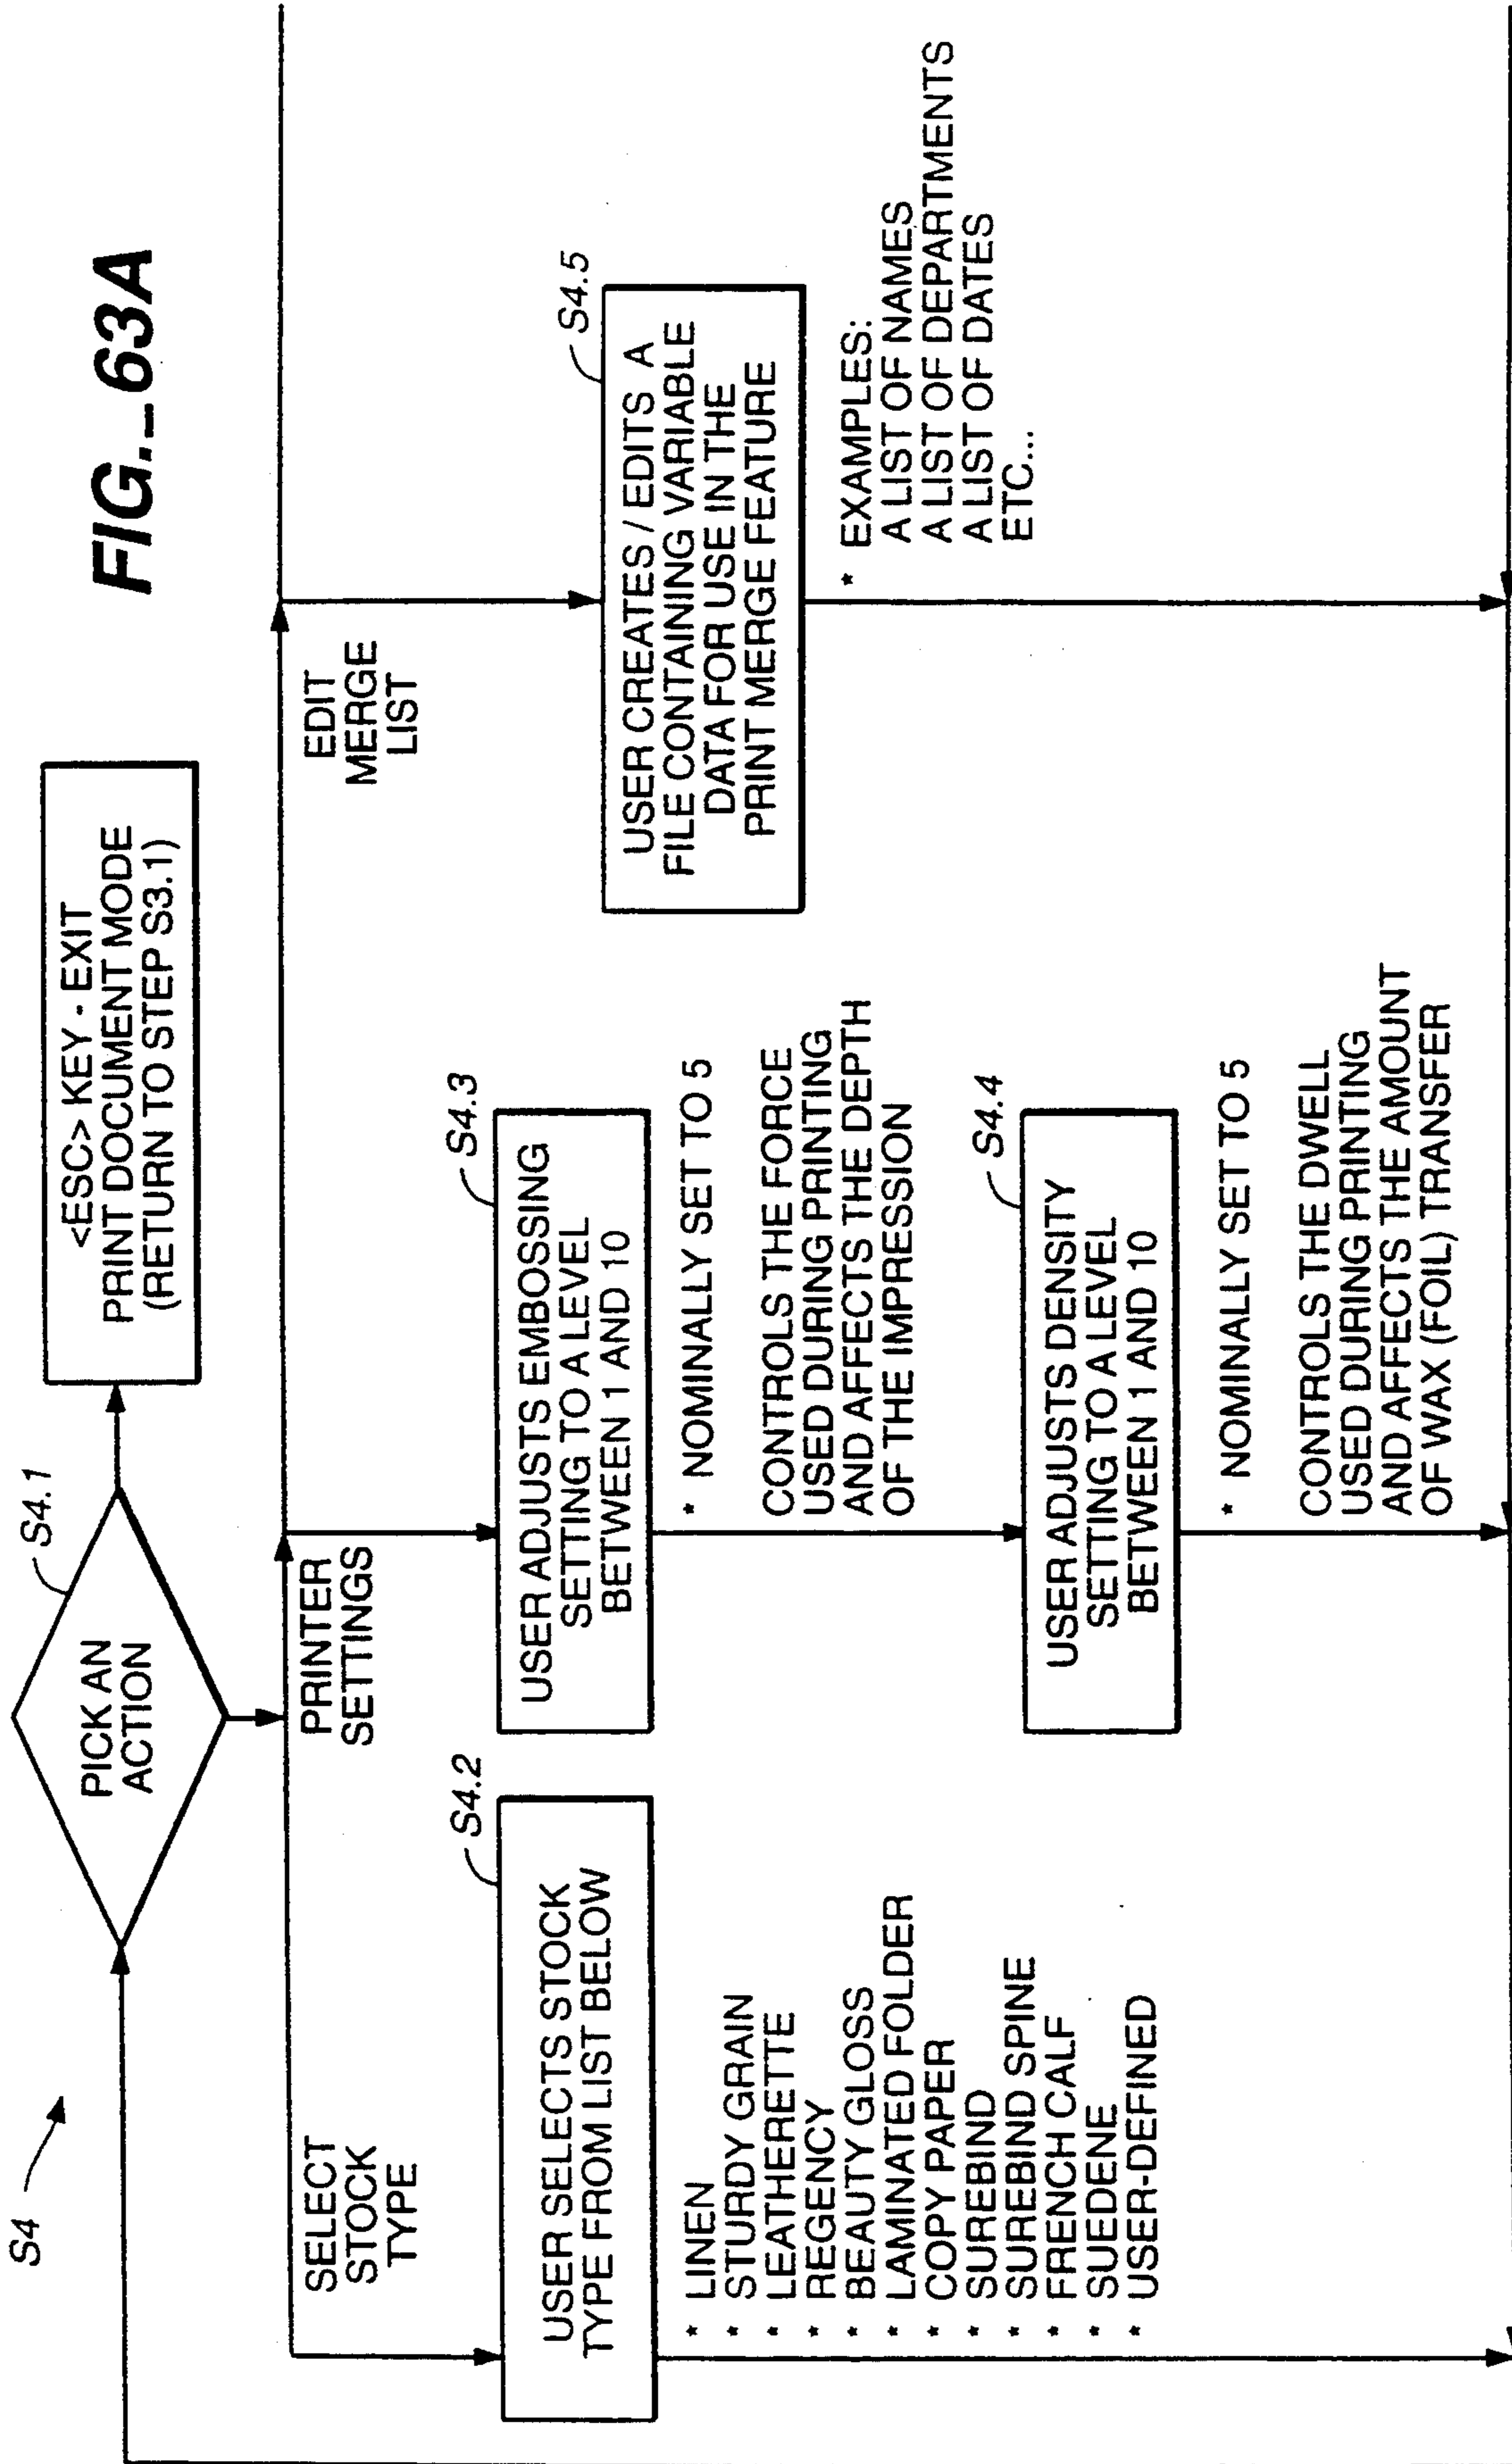 FIG._63A
S4
S4.1
PICK AN
ACTION
<ESC> KEY - EXIT
PRINT DOCUMENT MODE
(RETURN TO STEP S3.1)
SELECT
STOCK
TYPE
S4.2
USER SELECTS STOCK
TYPE FROM LIST BELOW
* LINEN
* STURDY GRAIN
* LEATHERETTE
* REGENCY
* BEAUTY GLOSS
* LAMINATED FOLDER
* COPY PAPER
* SUREBIND
* SUREBIND SPINE
* FRENCH CALF
* SUEDENE
* USER-DEFINED
PRINTER
SETTINGS
S4.3
USER ADJUSTS EMBOSSING
SETTING TO A LEVEL
BETWEEN 1 AND 10
* NOMINALLY SET TO 5
CONTROLS THE FORCE
USED DURING PRINTING
AND AFFECTS THE DEPTH
OF THE IMPRESSION
S4.4
USER ADJUSTS DENSITY
SETTING TO A LEVEL
BETWEEN 1 AND 10
* NOMINALLY SET TO 5
CONTROLS THE DWELL
USED DURING PRINTING
AND AFFECTS THE AMOUNT
OF WAX (FOIL) TRANSFER
EDIT
MERGE
LIST
S4.5
USER CREATES / EDITS A
FILE CONTAINING VARIABLE
DATA FOR USE IN THE
PRINT MERGE FEATURE
* EXAMPLES:
A LIST OF NAMES
A LIST OF DEPARTMENTS
A LIST OF DATES
ETC...